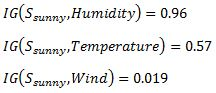 IG(S_sunny,Humidity) = 0.96
IG(S_sunny,Temperature) = 0.57
IG(S_sunny,Wind) = 0.019